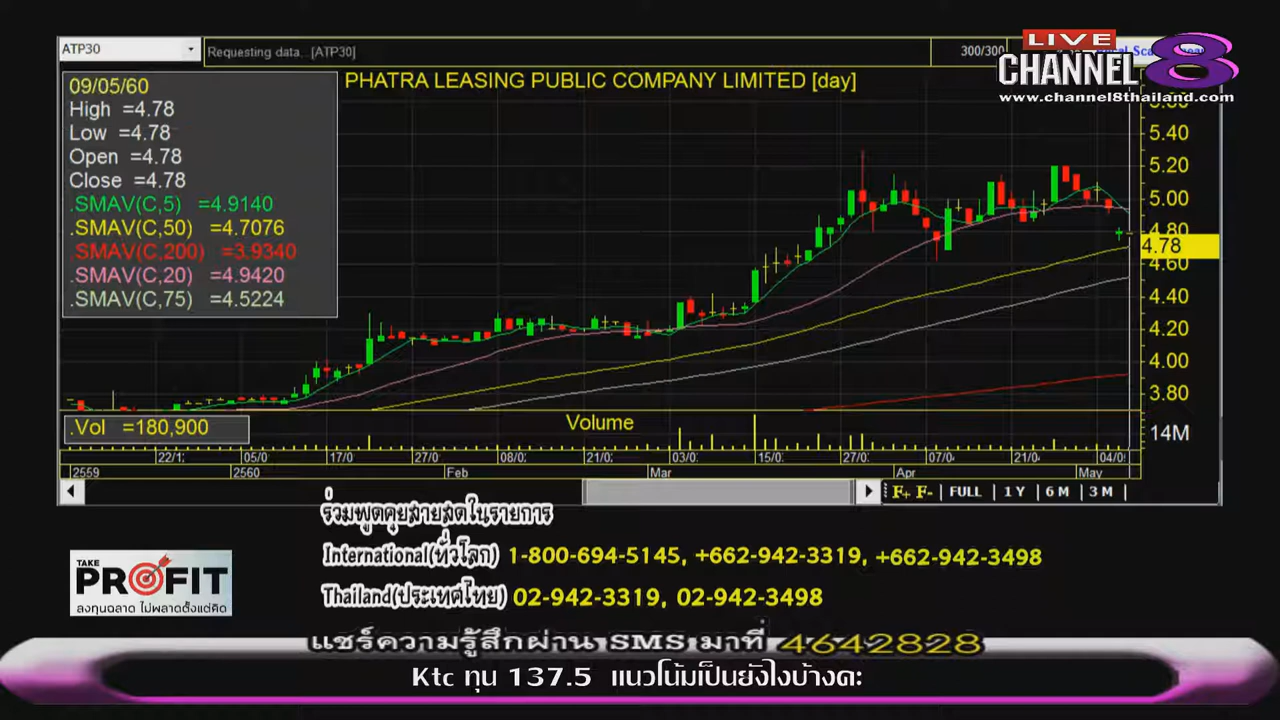 LIVE
CHANNEL 8
www.channel8thailand.com
ATP30
Requesting data... [ATP30]
300/300
PHATRA LEASING PUBLIC COMPANY LIMITED [day]
09/05/60
High =4.78
Low =4.78
Open =4.78
Close =4.78
.SMAV(C,5) =4.9140
.SMAV(C,50) =4.7076
.SMAV(C,200) =3.9340
.SMAV(C,20) =4.9420
.SMAV(C,75) =4.5224
5.40
5.20
5.00
4.80
4.78
4.60
4.40
4.20
4.00
3.80
.Vol =180,900
Volume
14M
22/1: 05/0 17/0 27/0 08/0: 21/0: 03/0: 15/0: 27/0: 07/0: 21/0 04/0
2559 2560 Feb Mar Apr May
F+ F- FULL 1 Y 6 M 3 M
ร่วมพูดคุยสายสดในรายการ
International(ทั่วโลก) 1-800-694-5145, +662-942-3319, +662-942-3498
Thailand(ประเทศไทย) 02-942-3319, 02-942-3498
TAKE
PROFIT
ลงทุนฉลาด ไม่พลาดตั้งแต่คิด
แชร์ความรู้สึกผ่าน SMS มาที่ 4642828
Ktc ทุน 137.5 แนวโน้มเป็นยังไงบ้างคะ